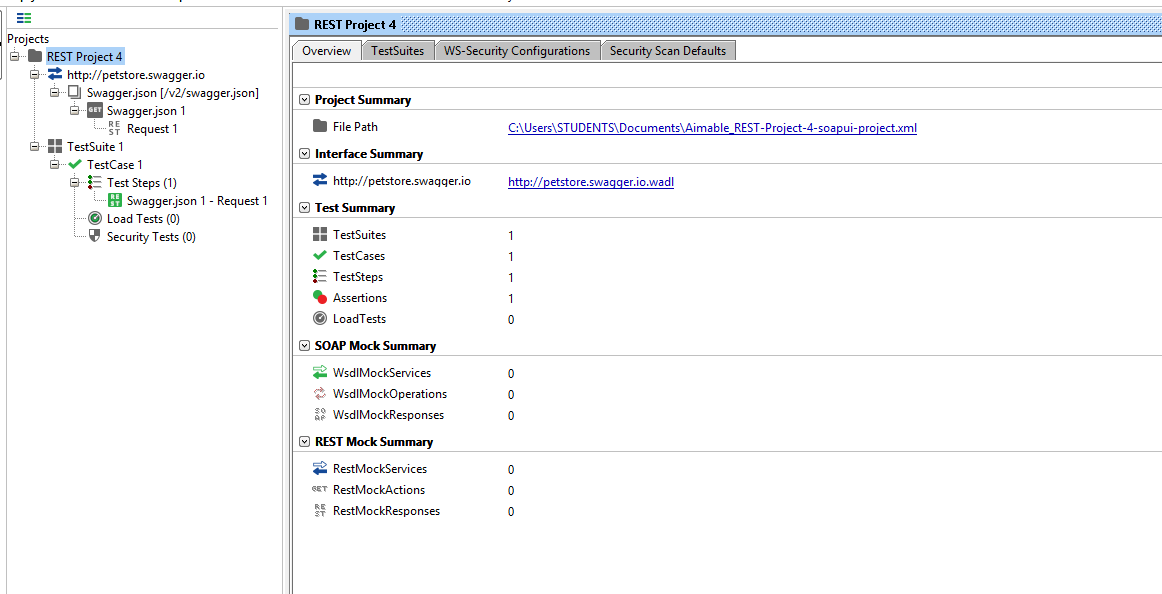 Projects
REST Project 4
http://petstore.swagger.io
Swagger.json [/v2/swagger.json]
GET Swagger.json 1
REST Request 1
TestSuite 1
TestCase 1
Test Steps (1)
REST Swagger.json 1 - Request 1
Load Tests (0)
Security Tests (0)
REST Project 4
Overview TestSuites WS-Security Configurations Security Scan Defaults
Project Summary
File Path C:\Users\STUDENTS\Documents\Aimable_REST-Project-4-soapui-project.xml
Interface Summary
http://petstore.swagger.io http://petstore.swagger.io.wadl
Test Summary
TestSuites 1
TestCases 1
TestSteps 1
Assertions 1
LoadTests 0
SOAP Mock Summary
WsdlMockServices 0
WsdlMockOperations 0
SOAP WsdlMockResponses 0
REST Mock Summary
RestMockServices 0
GET RestMockActions 0
REST RestMockResponses 0